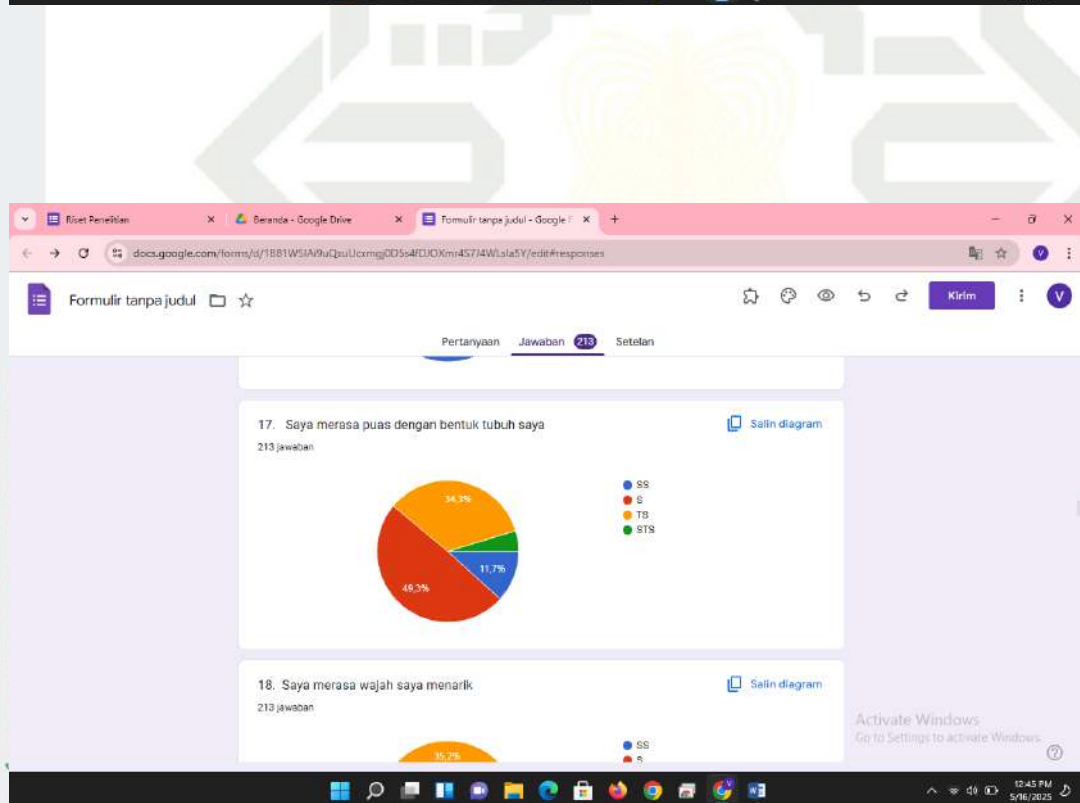 Riset Penelitian
Beranda - Google Drive
Formulir tanpa judul - Google F
Formulir tanpa judul
Kirim
V
Pertanyaan Jawaban 213 Setelan
17. Saya merasa puas dengan bentuk tubuh saya
Salin diagram
213 jawaban
34,3%
11,7%
49,3%
SS
S
TS
STS
18. Saya merasa wajah saya menarik
Salin diagram
213 jawaban
35,2%
SS
S
Activate Windows
Go to Settings to activate Windows.
12:45 PM
5/16/2025